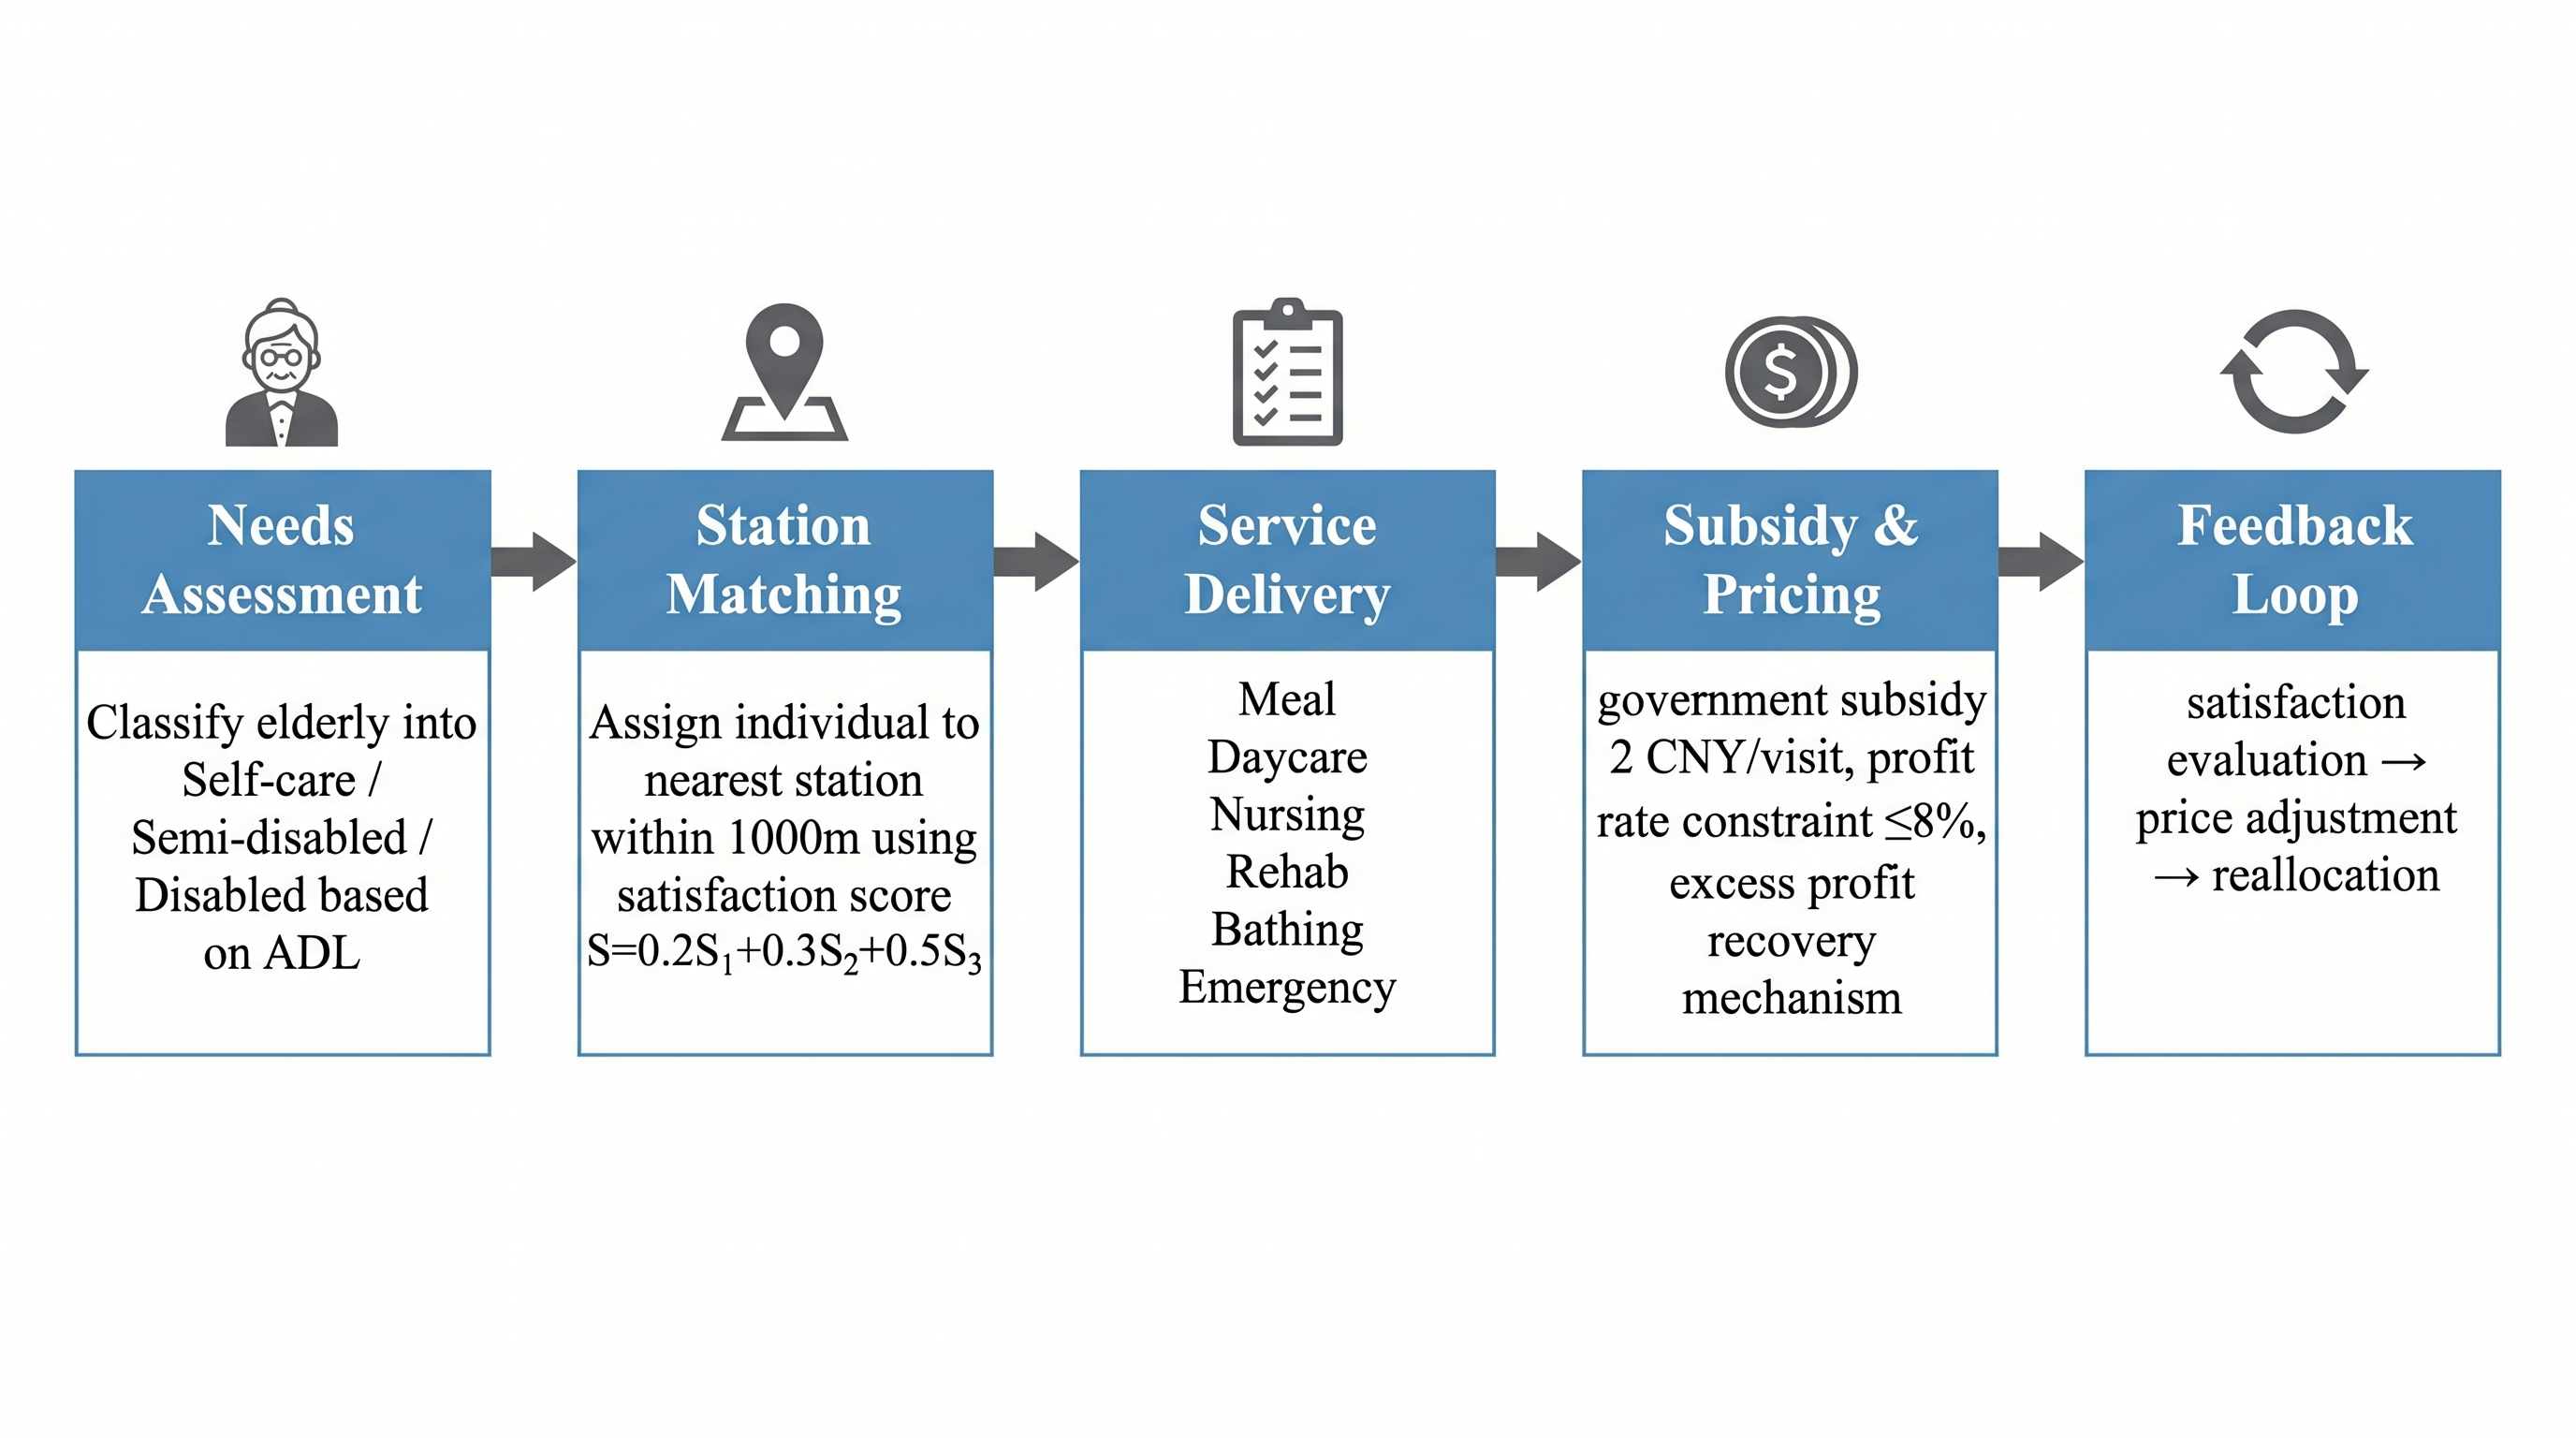 Needs
Assessment
Classify elderly into
Self-care /
Semi-disabled /
Disabled based
on ADL
Station
Matching
Assign individual to
nearest station
within 1000m using
satisfaction score
S=0.2S₁+0.3S₂+0.5S₃
Service
Delivery
Meal
Daycare
Nursing
Rehab
Bathing
Emergency
$
Subsidy &
Pricing
government subsidy
2 CNY/visit, profit
rate constraint ≤8%,
excess profit
recovery
mechanism
Feedback
Loop
satisfaction
evaluation →
price adjustment
→ reallocation